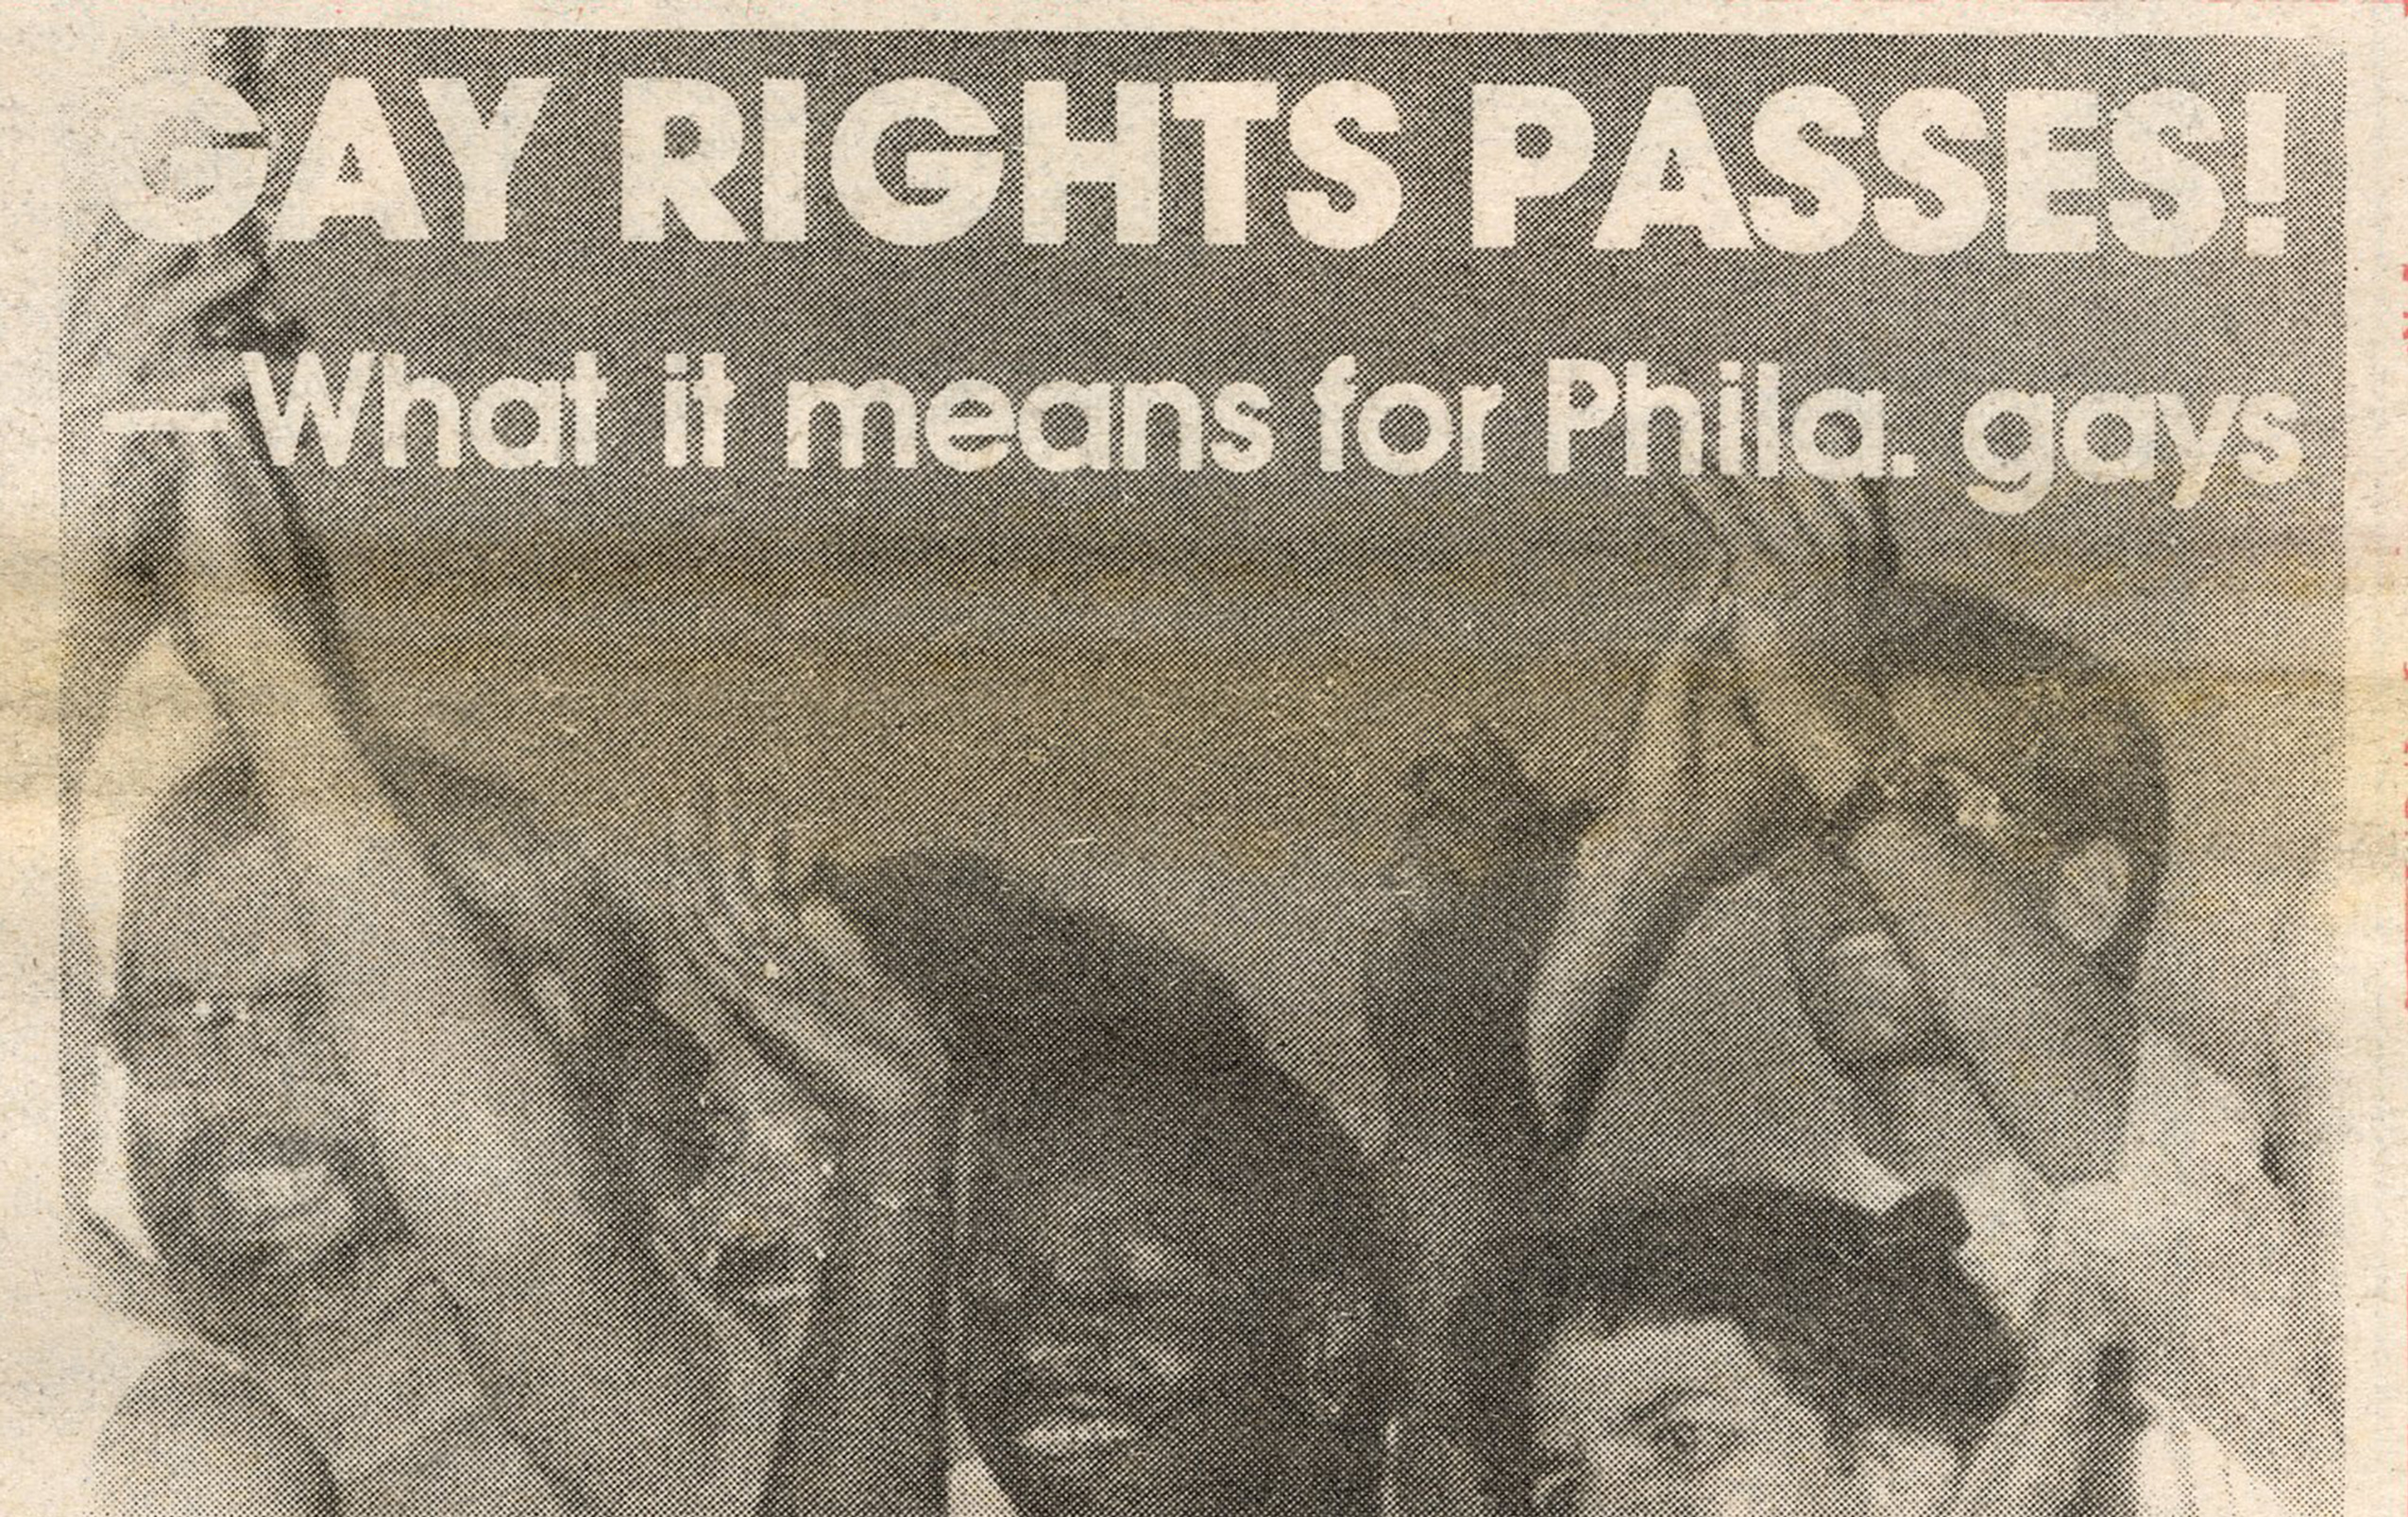 GAY RIGHTS PASSES!
—What it means for Phila. gays